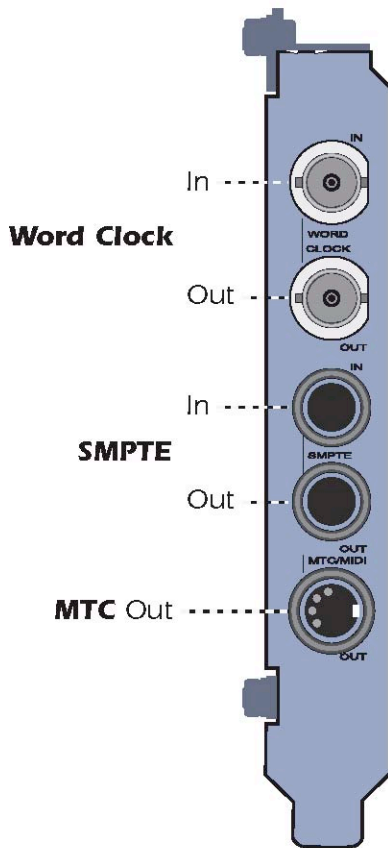 IN
In
Word Clock
WORD
CLOCK
Out
OUT
IN
In
SMPTE
SMPTE
Out
OUT
MTC/MIDI
MTC Out
OUT